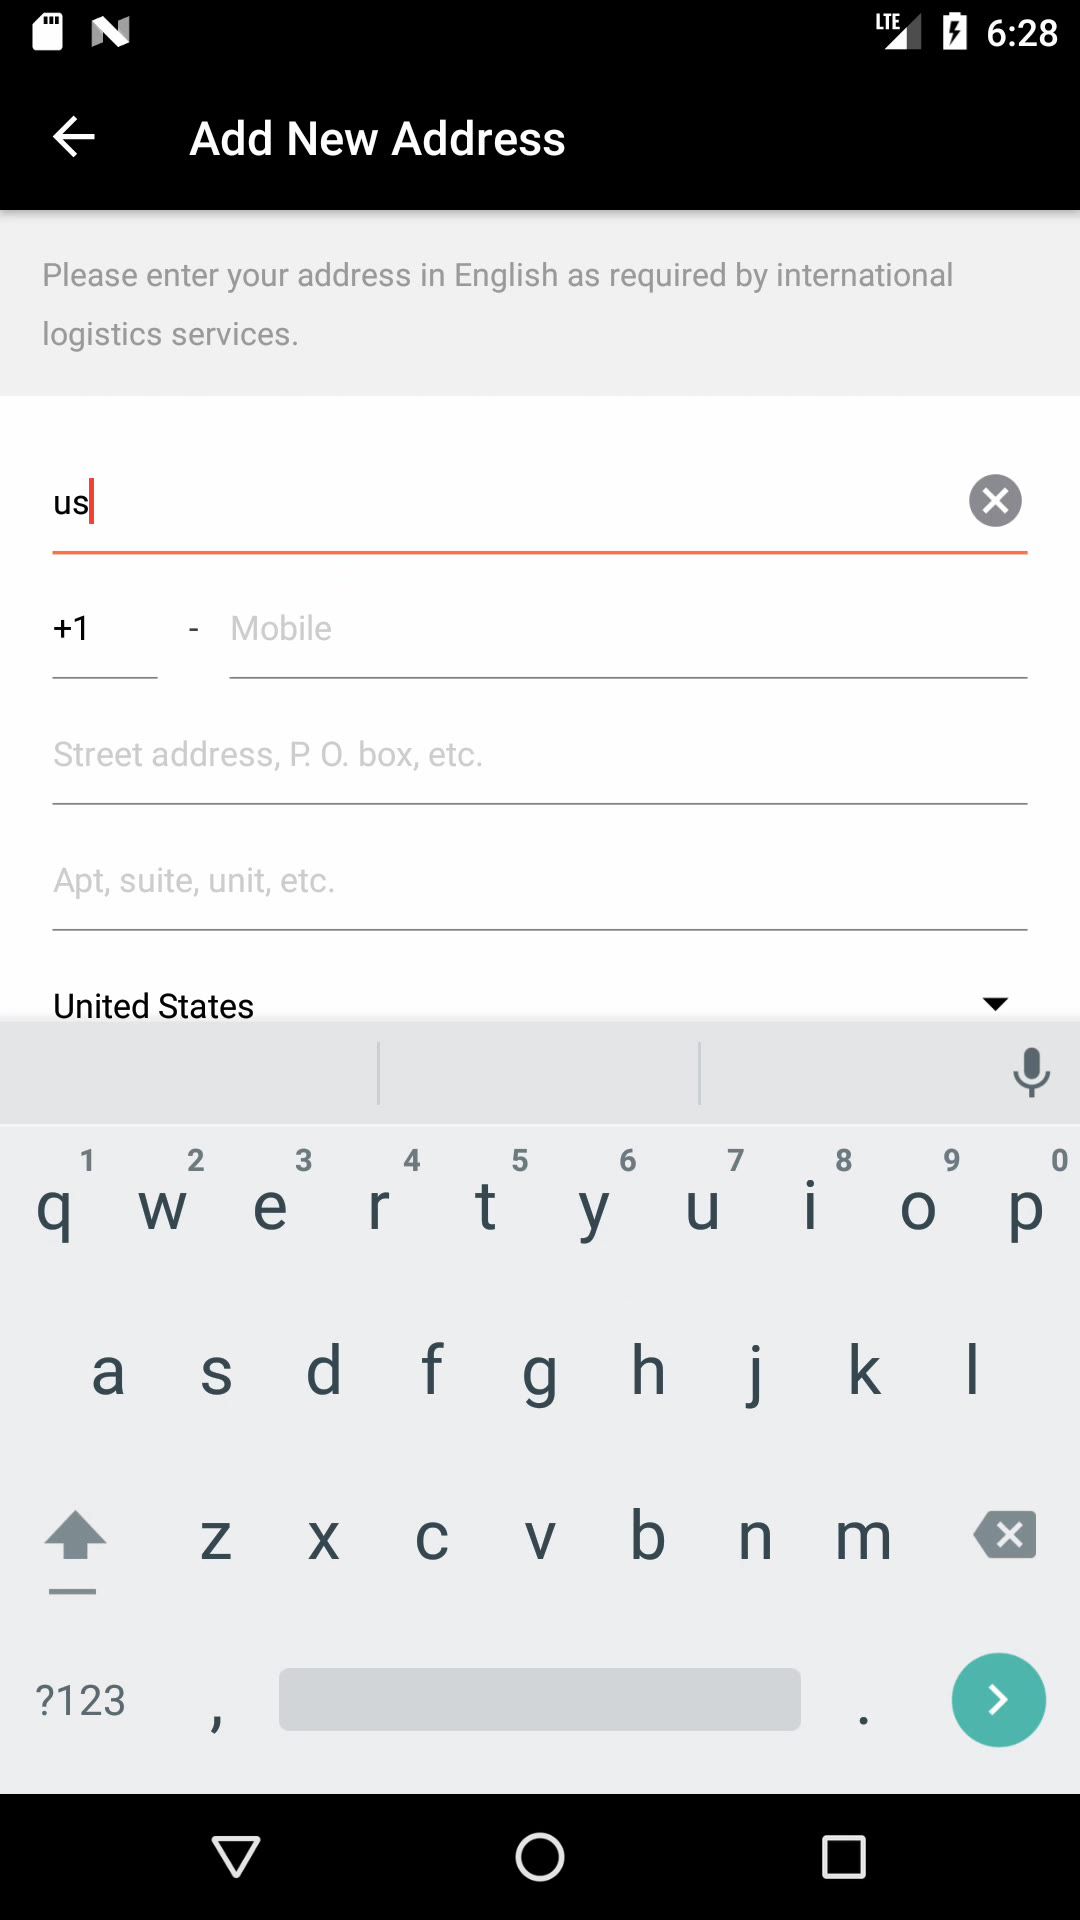 LTE 6:28
Add New Address
Please enter your address in English as required by international
logistics services.
us
+1 - Mobile
Street address, P. O. box, etc.
Apt, suite, unit, etc.
United States
1 2 3 4 5 6 7 8 9 0
q w e r t y u i o p
a s d f g h j k l
z x c v b n m
?123 , .